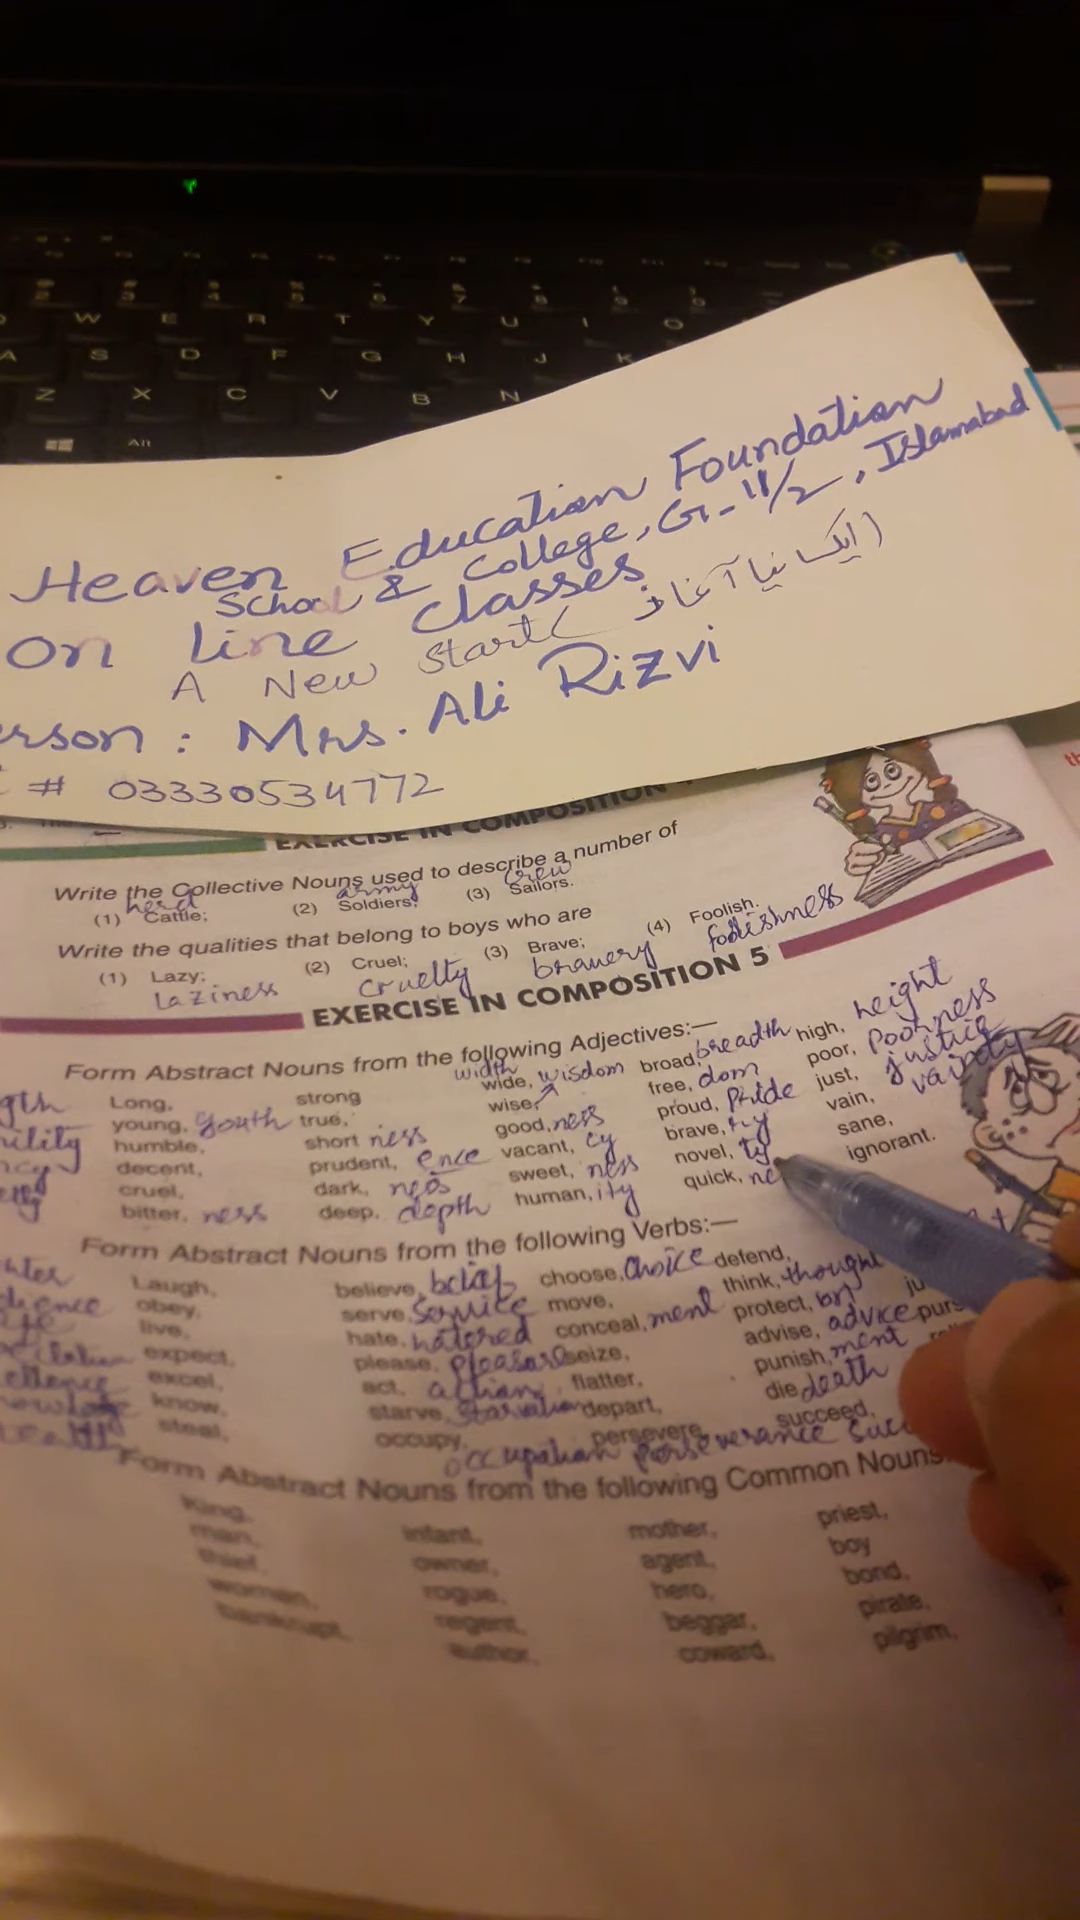 Heaven Education Foundation
School & College, G-11/2, Islamabad
On line classes
A New Start (ایک نیا آغاز)
erson : Mrs. Ali Rizvi
# 03330534772
EXERCISE IN COMPOSITION
Write the Collective Nouns used to describe a number of
herd army crew
(1) Cattle; (2) Soldiers; (3) Sailors.
Write the qualities that belong to boys who are
(1) Lazy; (2) Cruel; (3) Brave; (4) Foolish.
Laziness cruelty bravery foolishness
EXERCISE IN COMPOSITION 5
Form Abstract Nouns from the following Adjectives:—
Long, strong width wide, wisdom broad, breadth high, height
young, youth true, wise, free, dom poor, poorness
humble, short ness good, ness proud, pride just, justice
decent, prudent, ence vacant, cy brave, ry vain, vainity
cruel, dark, ness sweet, ness novel, ty sane,
bitter, ness deep, depth human, ity quick, ne ignorant.
Form Abstract Nouns from the following Verbs:—
Laugh, believe, belief choose, choice defend,
obey, serve, service move, think, thought
live, hate, hatered conceal, ment protect, on
expect, please, pleasure seize, advise, advice
excel, act, action flatter, punish, ment
know, starve, starvation depart, die death
steal, occupy, persevere, succeed,
occupation perseverance succ
Form Abstract Nouns from the following Common Nouns
King, infant, mother, priest,
man, owner, agent, boy
thief, rogue, hero, bond,
woman, regent, beggar, pirate,
bankrupt, author, coward, pilgrim,